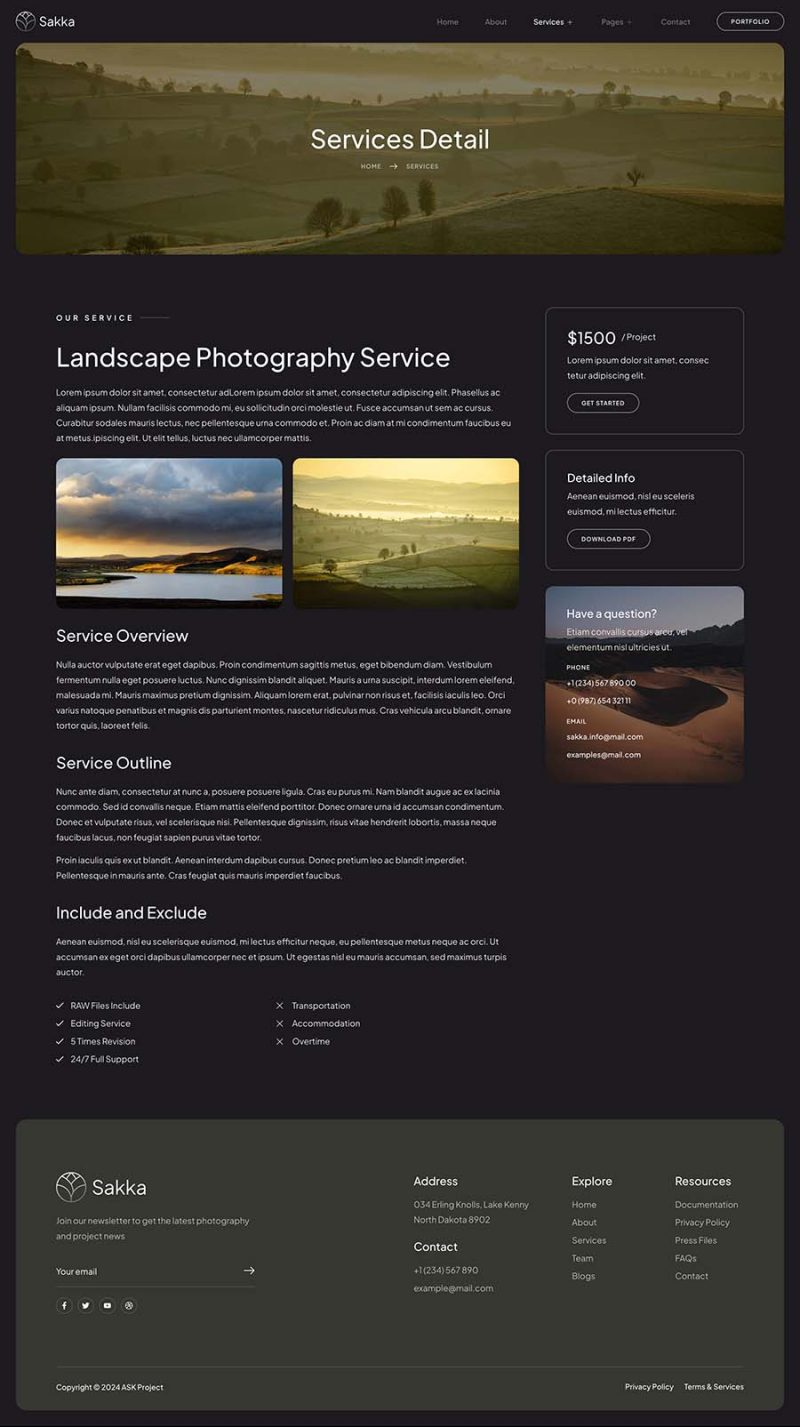 Sakka
Home About Services + Pages + Contact PORTFOLIO
Services Detail
HOME → SERVICES
OUR SERVICE
Landscape Photography Service
Lorem ipsum dolor sit amet, consectetur adLorem ipsum dolor sit amet, consectetur adipiscing elit. Phasellus ac
aliquam ipsum. Nullam facilisis commodo mi, eu sollicitudin orci molestie ut. Fusce accumsan ut sem ac cursus.
Curabitur sodales mauris lectus, nec pellentesque urna commodo et. Proin ac diam at mi condimentum faucibus eu
at metus.ipiscing elit. Ut elit tellus, luctus nec ullamcorper mattis.
Service Overview
Nulla auctor vulputate erat eget dapibus. Proin condimentum sagittis metus, eget bibendum diam. Vestibulum
fermentum nulla eget posuere luctus. Nunc dignissim blandit aliquet. Mauris a urna suscipit, interdum lorem eleifend,
malesuada mi. Mauris maximus pretium dignissim. Aliquam lorem erat, pulvinar non risus et, facilisis iaculis leo. Orci
varius natoque penatibus et magnis dis parturient montes, nascetur ridiculus mus. Cras vehicula arcu blandit, ornare
tortor quis, laoreet felis.
Service Outline
Nunc ante diam, consectetur at nunc a, posuere posuere ligula. Cras eu purus mi. Nam blandit augue ac ex lacinia
commodo. Sed id convallis neque. Etiam mattis eleifend porttitor. Donec ornare urna id accumsan condimentum.
Donec et vulputate risus, vel scelerisque nisi. Pellentesque dignissim, risus vitae hendrerit lobortis, massa neque
faucibus lacus, non feugiat sapien purus vitae tortor.
Proin iaculis quis ex ut blandit. Aenean interdum dapibus cursus. Donec pretium leo ac blandit imperdiet.
Pellentesque in mauris ante. Cras feugiat quis mauris imperdiet faucibus.
Include and Exclude
Aenean euismod, nisl eu scelerisque euismod, mi lectus efficitur neque, eu pellentesque metus neque ac orci. Ut
accumsan ex eget orci dapibus ullamcorper nec et ipsum. Ut egestas nisl eu mauris accumsan, sed maximus turpis
auctor.
RAW Files Include
Editing Service
5 Times Revision
24/7 Full Support
Transportation
Accommodation
Overtime
$1500 / Project
Lorem ipsum dolor sit amet, consec
tetur adipiscing elit.
GET STARTED
Detailed Info
Aenean euismod, nisl eu sceleris
euismod, mi lectus efficitur.
DOWNLOAD PDF
Have a question?
Etiam convallis cursus arcu, vel
elementum nisl ultricies ut.
PHONE
+1 (234) 567 890 00
+0 (987) 654 321 11
EMAIL
sakka.info@mail.com
examples@mail.com
Sakka
Join our newsletter to get the latest photography
and project news
Your email →
Address
034 Erling Knolls, Lake Kenny
North Dakota 8902
Contact
+1 (234) 567 890
example@mail.com
Explore
Home
About
Services
Team
Blogs
Resources
Documentation
Privacy Policy
Press Files
FAQs
Contact
Copyright © 2024 ASK Project
Privacy Policy Terms & Services